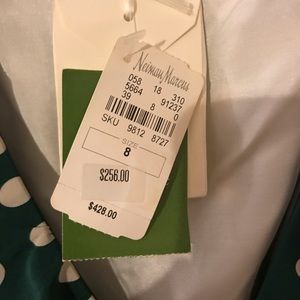 Neiman Marcus
058 18 310
5664 91237
39 8 0
SKU 9812 8727
SIZE
8
$256.00
$428.00